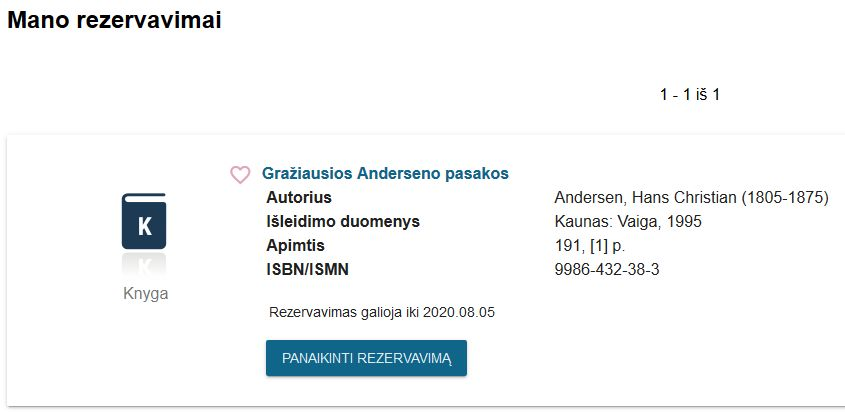 Mano rezervavimai
1 - 1 iš 1
Gražiausios Anderseno pasakos
Autorius Andersen, Hans Christian (1805-1875)
Išleidimo duomenys Kaunas: Vaiga, 1995
Apimtis 191, [1] p.
ISBN/ISMN 9986-432-38-3
K
Knyga
Rezervavimas galioja iki 2020.08.05
PANAIKINTI REZERVAVIMĄ